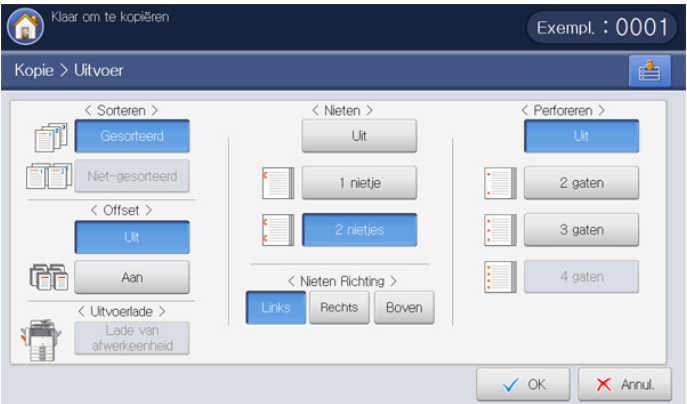 Klaar om te kopiëren
Exempl. : 0001
Kopie > Uitvoer
< Sorteren >
Gesorteerd
Niet-gesorteerd
< Offset >
Uit
Aan
< Uitvoerlade >
Lade van
afwerkeenheid
< Nieten >
Uit
1 nietje
2 nietjes
< Nieten Richting >
Links
Rechts
Boven
< Perforeren >
Uit
2 gaten
3 gaten
4 gaten
OK
Annul.